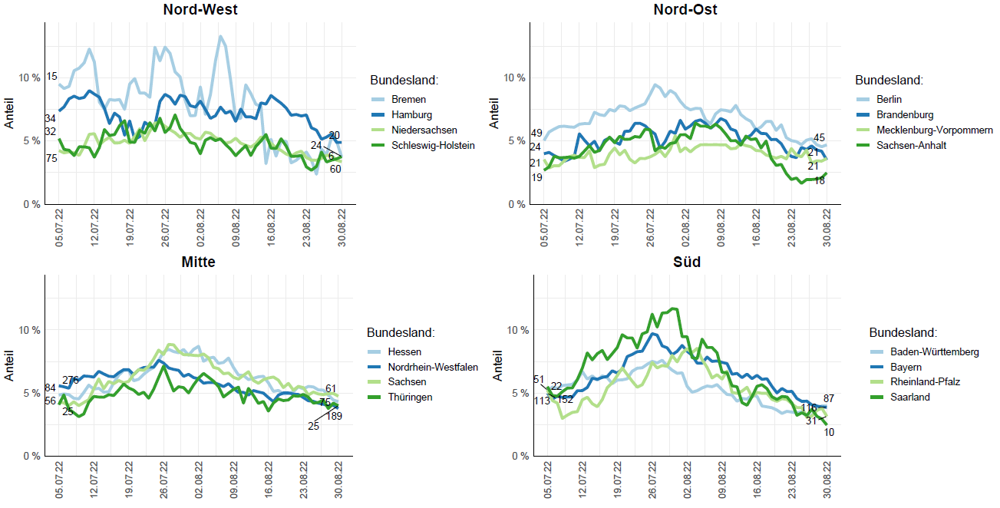 Nord-West
Anteil
10 %
5 %
0 %
15
34
32
75
20
24
6
60
05.07.22
12.07.22
19.07.22
26.07.22
02.08.22
09.08.22
16.08.22
23.08.22
30.08.22
Bundesland:
Bremen
Hamburg
Niedersachsen
Schleswig-Holstein
Nord-Ost
Anteil
10 %
5 %
0 %
49
24
21
19
45
21
21
18
05.07.22
12.07.22
19.07.22
26.07.22
02.08.22
09.08.22
16.08.22
23.08.22
30.08.22
Bundesland:
Berlin
Brandenburg
Mecklenburg-Vorpommern
Sachsen-Anhalt
Mitte
Anteil
10 %
5 %
0 %
84
276
56
25
61
75
189
25
05.07.22
12.07.22
19.07.22
26.07.22
02.08.22
09.08.22
16.08.22
23.08.22
30.08.22
Bundesland:
Hessen
Nordrhein-Westfalen
Sachsen
Thüringen
Süd
Anteil
10 %
5 %
0 %
51
22
113
152
87
116
31
10
05.07.22
12.07.22
19.07.22
26.07.22
02.08.22
09.08.22
16.08.22
23.08.22
30.08.22
Bundesland:
Baden-Württemberg
Bayern
Rheinland-Pfalz
Saarland